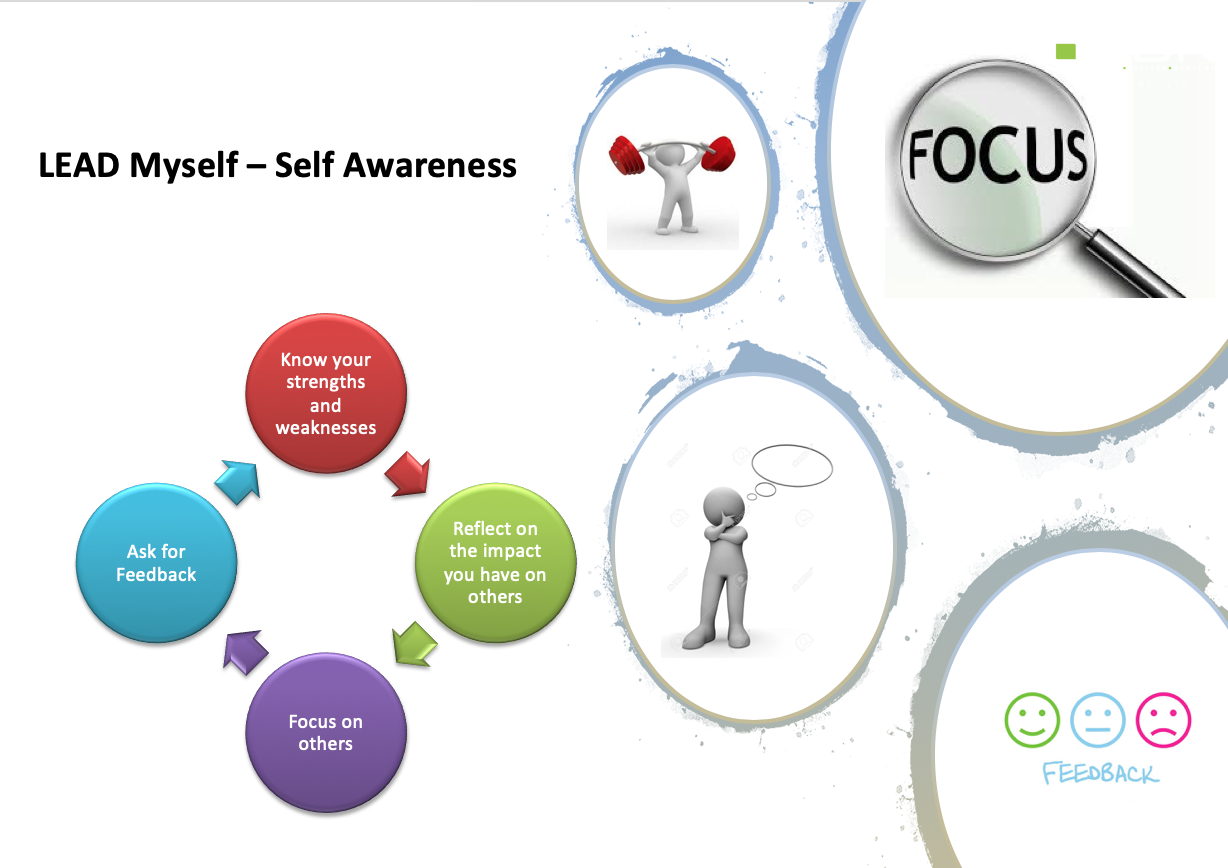 LEAD Myself – Self Awareness
FOCUS
Know your
strengths
and
weaknesses
Reflect on
the impact
you have on
others
Ask for
Feedback
Focus on
others
FEEDBACK